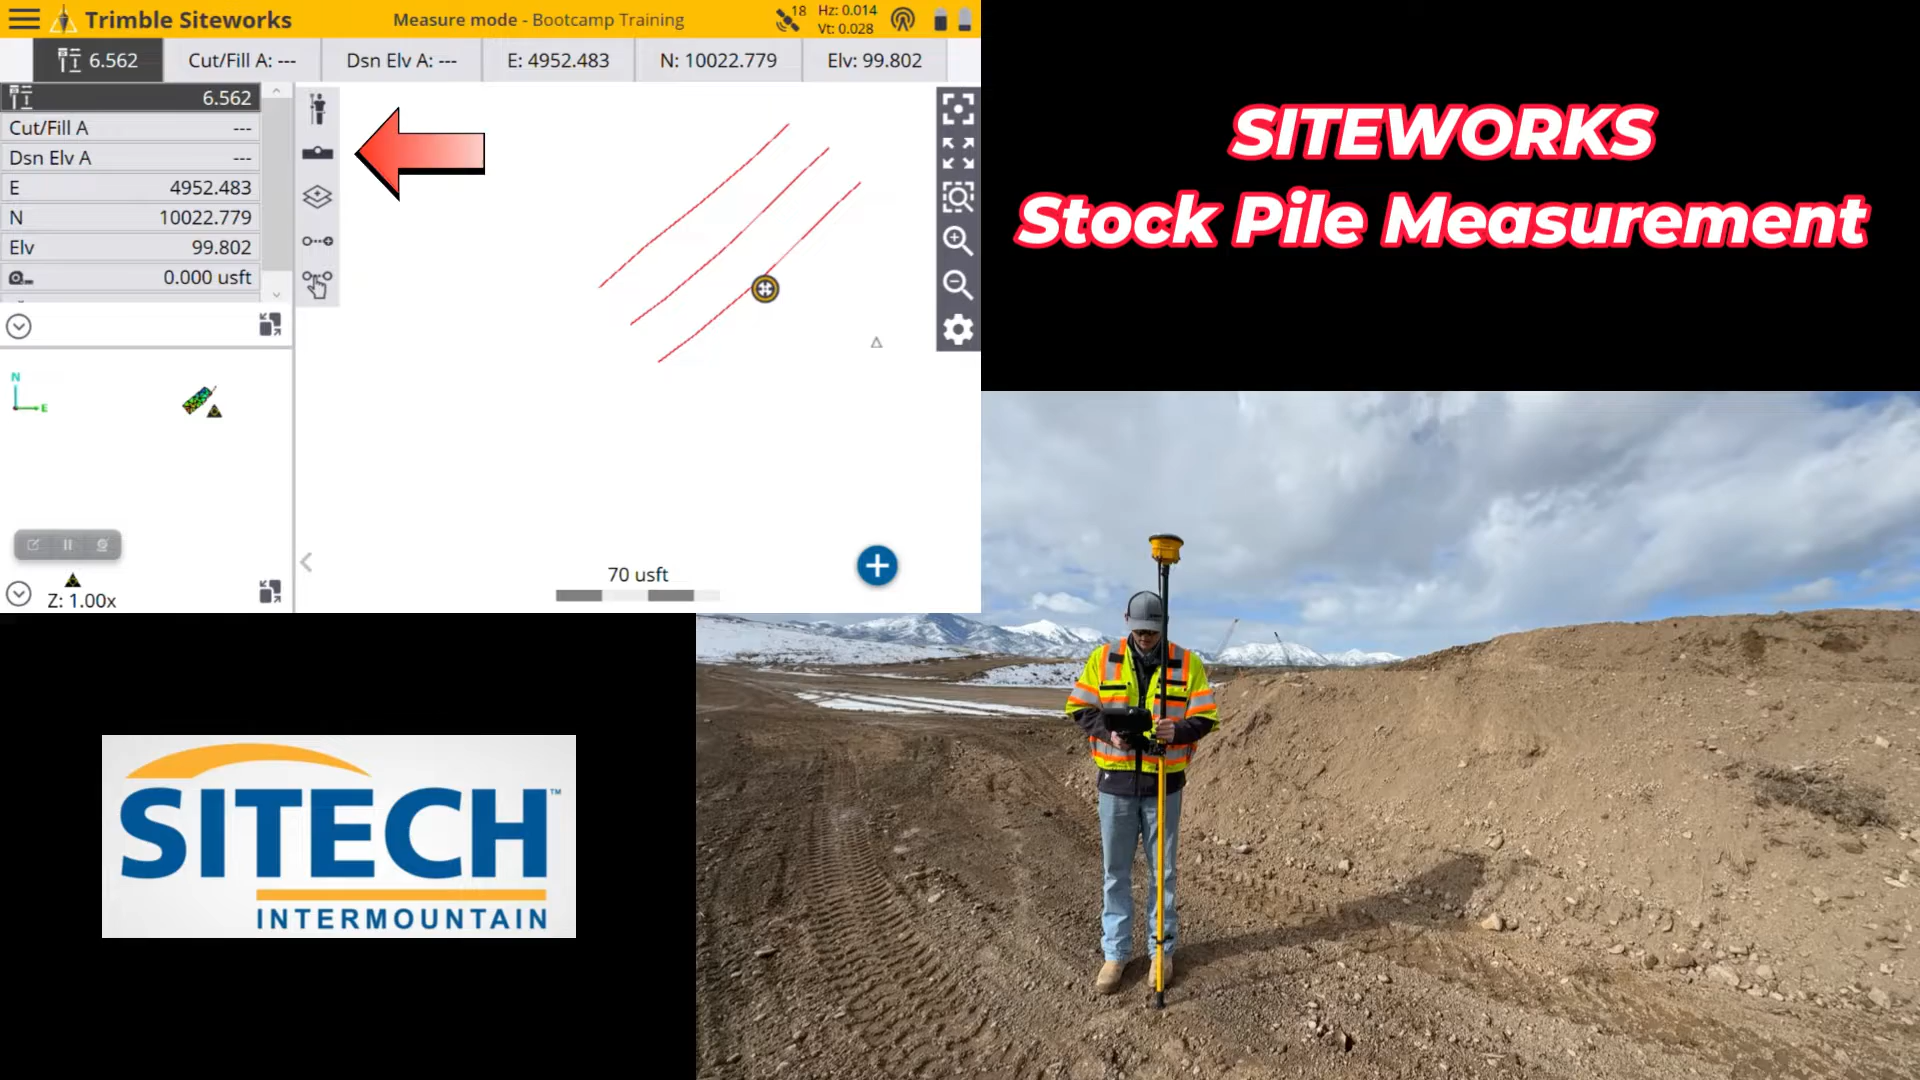 Trimble Siteworks
Measure mode - Bootcamp Training
18
Hz: 0.014
Vt: 0.028
6.562
Cut/Fill A: ---
Dsn Elv A: ---
E: 4952.483
N: 10022.779
Elv: 99.802
6.562
Cut/Fill A ---
Dsn Elv A ---
E 4952.483
N 10022.779
Elv 99.802
0.000 usft
N
E
Z: 1.00x
70 usft
SITEWORKS
Stock Pile Measurement
SITECH™
INTERMOUNTAIN